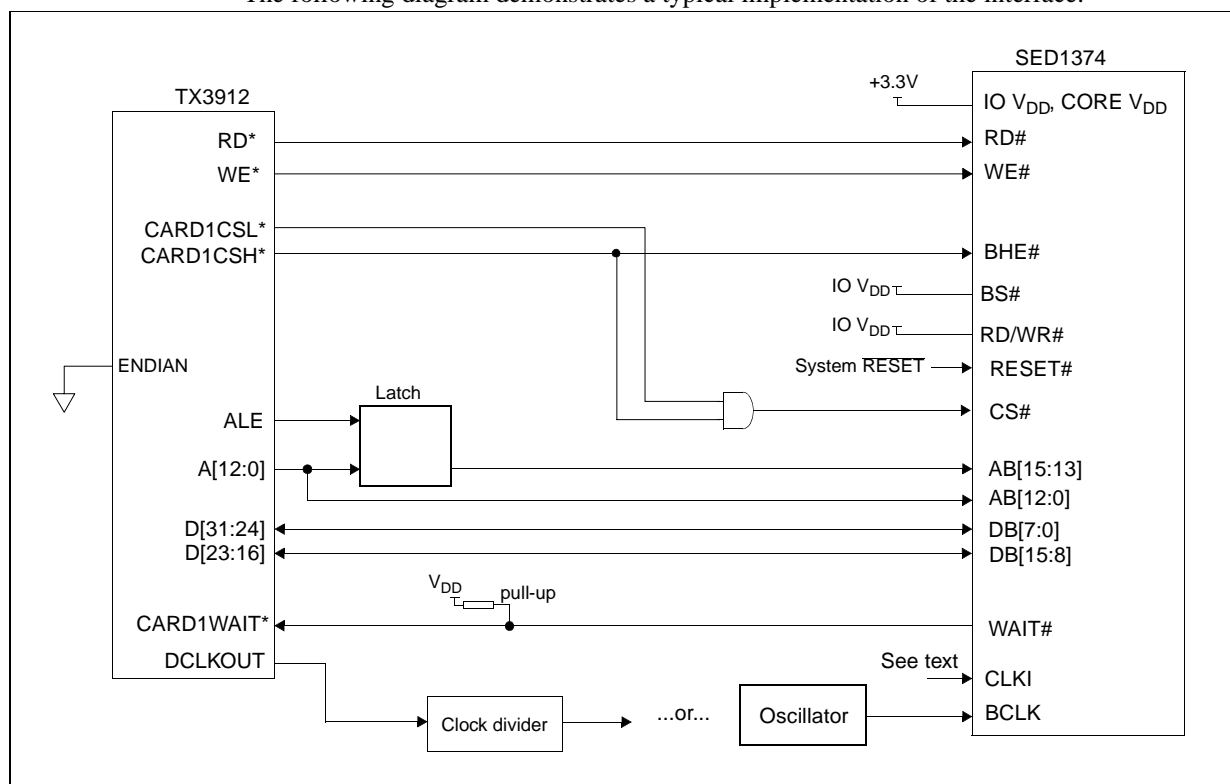 The following diagram demonstrates a typical implementation of the interface.
SED1374
TX3912
+3.3V
IO VDD, CORE VDD
RD*
RD#
WE*
WE#
CARD1CSL*
CARD1CSH*
BHE#
IO VDD
BS#
IO VDD
RD/WR#
ENDIAN
System RESET
RESET#
Latch
ALE
CS#
A[12:0]
AB[15:13]
AB[12:0]
D[31:24]
DB[7:0]
D[23:16]
DB[15:8]
VDD
pull-up
CARD1WAIT*
WAIT#
DCLKOUT
See text
CLKI
Clock divider
...or...
Oscillator
BCLK